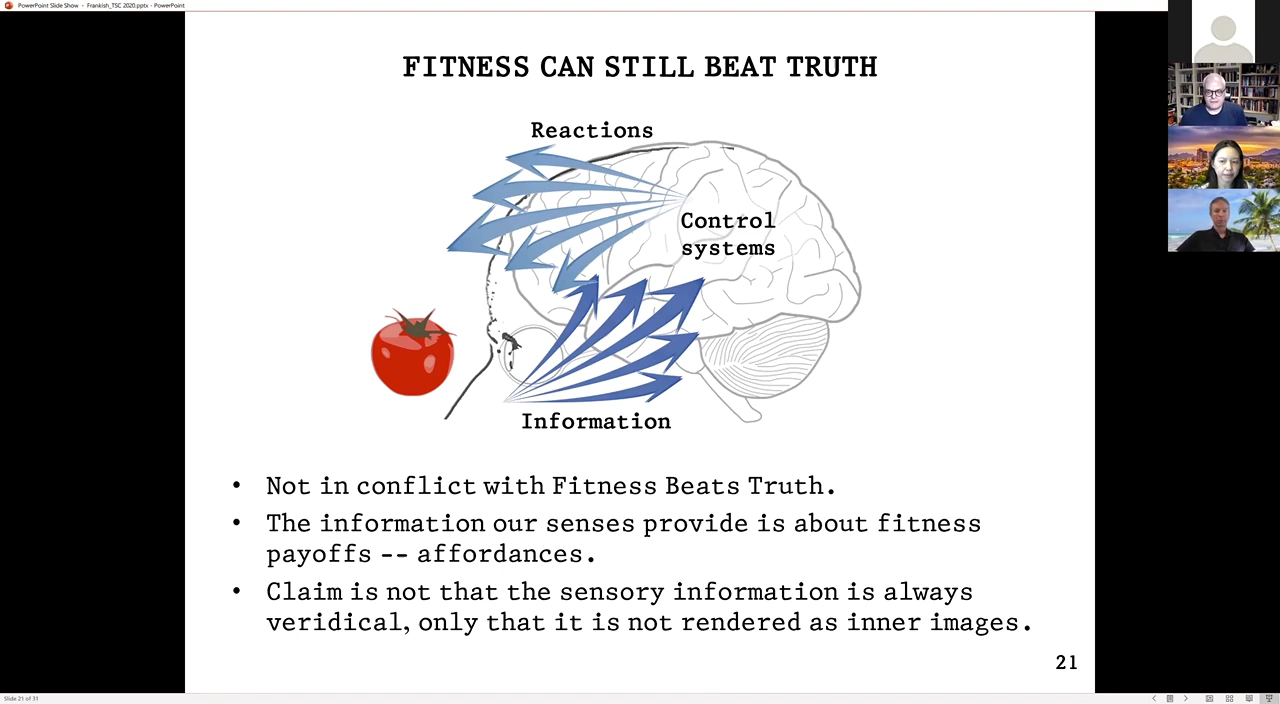 PowerPoint Slide Show - Frankish_TSC 2020.pptx - PowerPoint
FITNESS CAN STILL BEAT TRUTH
Reactions
Control
systems
Information
• Not in conflict with Fitness Beats Truth.
• The information our senses provide is about fitness
payoffs -- affordances.
• Claim is not that the sensory information is always
veridical, only that it is not rendered as inner images.
21
Slide 21 of 31